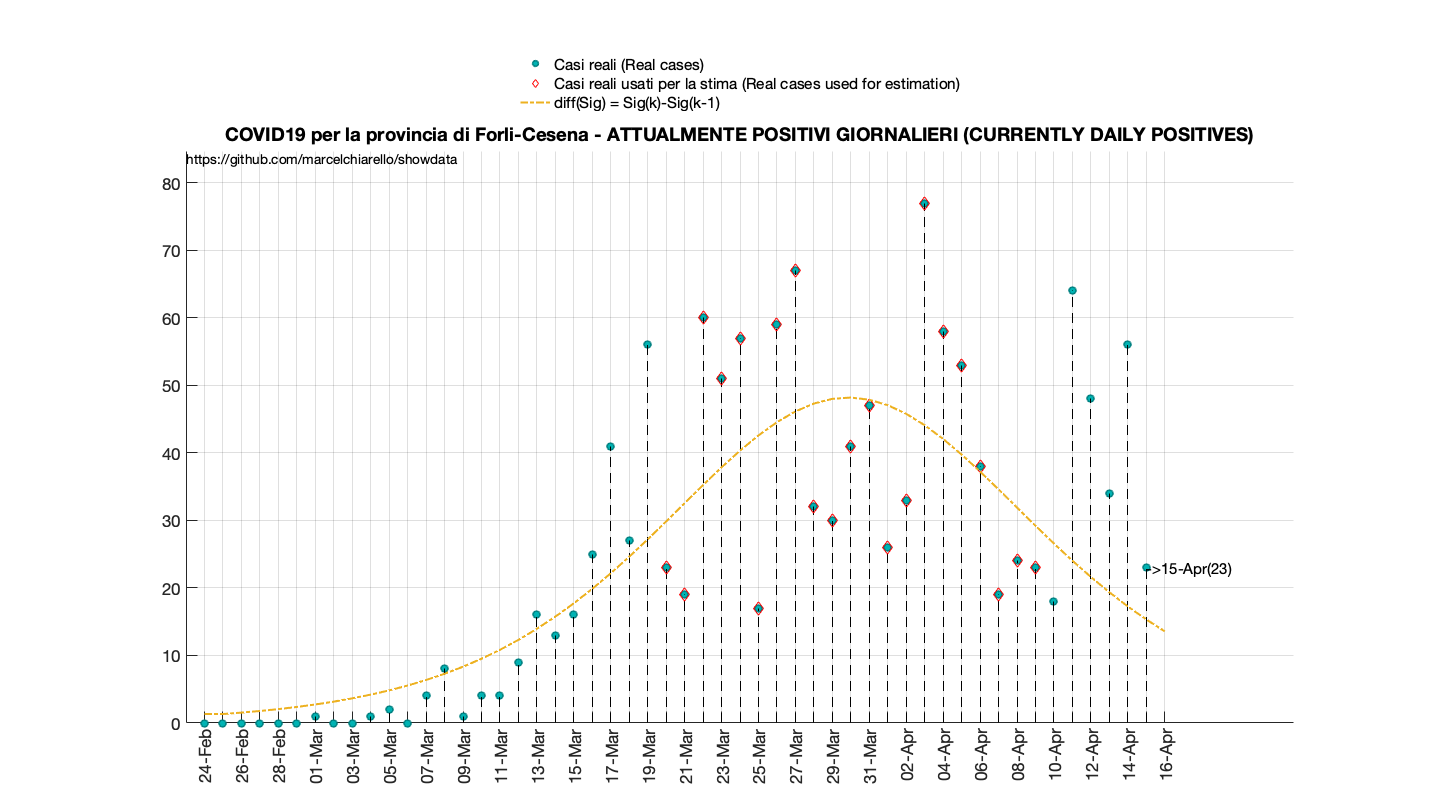 Casi reali (Real cases)
Casi reali usati per la stima (Real cases used for estimation)
diff(Sig) = Sig(k)-Sig(k-1)
COVID19 per la provincia di Forli-Cesena - ATTUALMENTE POSITIVI GIORNALIERI (CURRENTLY DAILY POSITIVES)
https://github.com/marcelchiarello/showdata
80
70
60
50
40
30
20
10
0
->15-Apr(23)
24-Feb
26-Feb
28-Feb
01-Mar
03-Mar
05-Mar
07-Mar
09-Mar
11-Mar
13-Mar
15-Mar
17-Mar
19-Mar
21-Mar
23-Mar
25-Mar
27-Mar
29-Mar
31-Mar
02-Apr
04-Apr
06-Apr
08-Apr
10-Apr
12-Apr
14-Apr
16-Apr